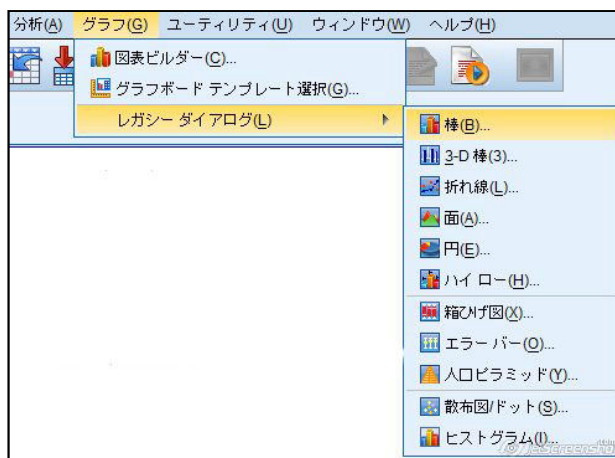 分析(A) グラフ(G) ユーティリティ(U) ウィンドウ(W) ヘルプ(H)
図表ビルダー(C)...
グラフボード テンプレート選択(G)...
レガシー ダイアログ(L)
棒(B)...
3-D 棒(3)...
折れ線(L)...
面(A)...
円(E)...
ハイ ロー(H)...
箱ひげ図(X)...
エラー バー(O)...
人口ピラミッド(Y)...
散布図/ドット(S)...
ヒストグラム(I)...